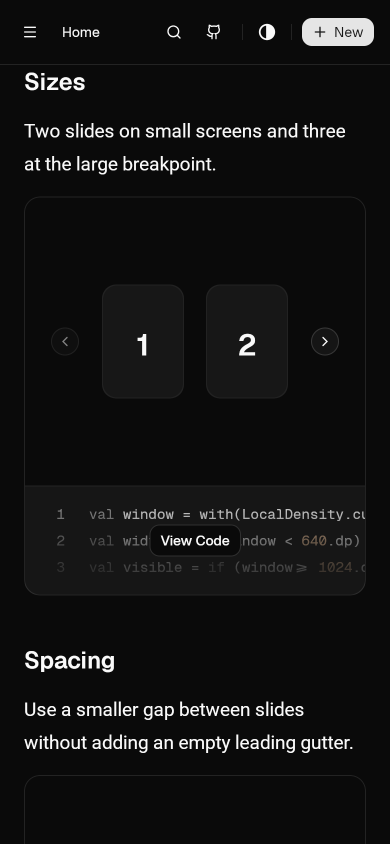 Home
New
Sizes
Two slides on small screens and three
at the large breakpoint.
1
2
1 val window = with(LocalDensity.cu
2 val wid
View Code
ndow < 640.dp)
3 val visible = if (window >= 1024.d
Spacing
Use a smaller gap between slides
without adding an empty leading gutter.